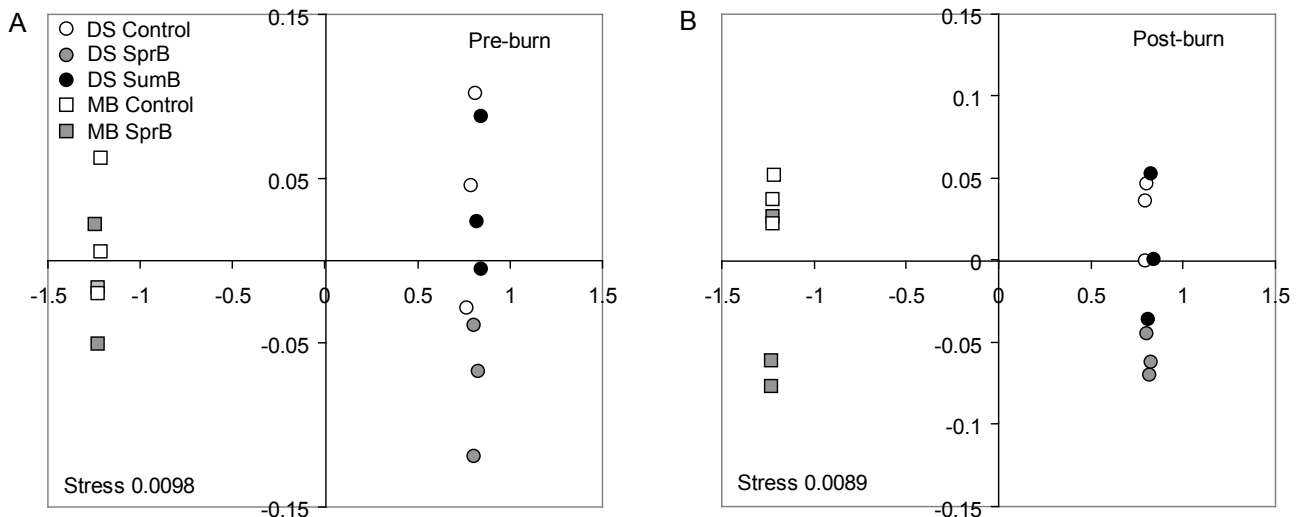 A
0.15
DS Control
DS SprB
DS SumB
MB Control
MB SprB
Pre-burn
0.05
-1.5 -1 -0.5 0 0.5 1 1.5
-0.05
Stress 0.0098
-0.15
B
0.15
Post-burn
0.1
0.05
0
-1.5 -1 -0.5 0 0.5 1 1.5
-0.05
-0.1
Stress 0.0089
-0.15